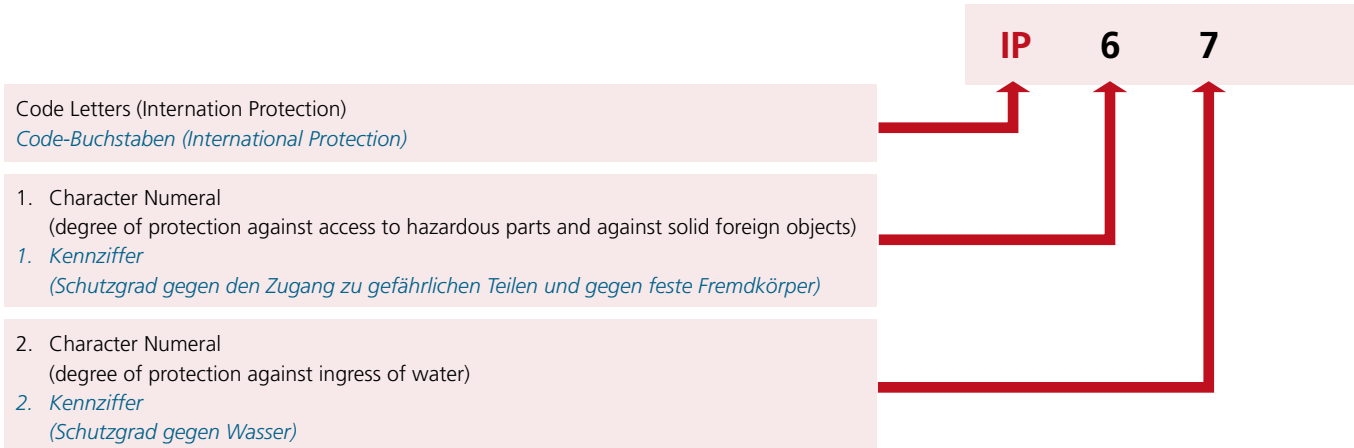 IP 6 7
Code Letters (Internation Protection)
Code-Buchstaben (International Protection)
1. Character Numeral
(degree of protection against access to hazardous parts and against solid foreign objects)
1. Kennziffer
(Schutzgrad gegen den Zugang zu gefährlichen Teilen und gegen feste Fremdkörper)
2. Character Numeral
(degree of protection against ingress of water)
2. Kennziffer
(Schutzgrad gegen Wasser)